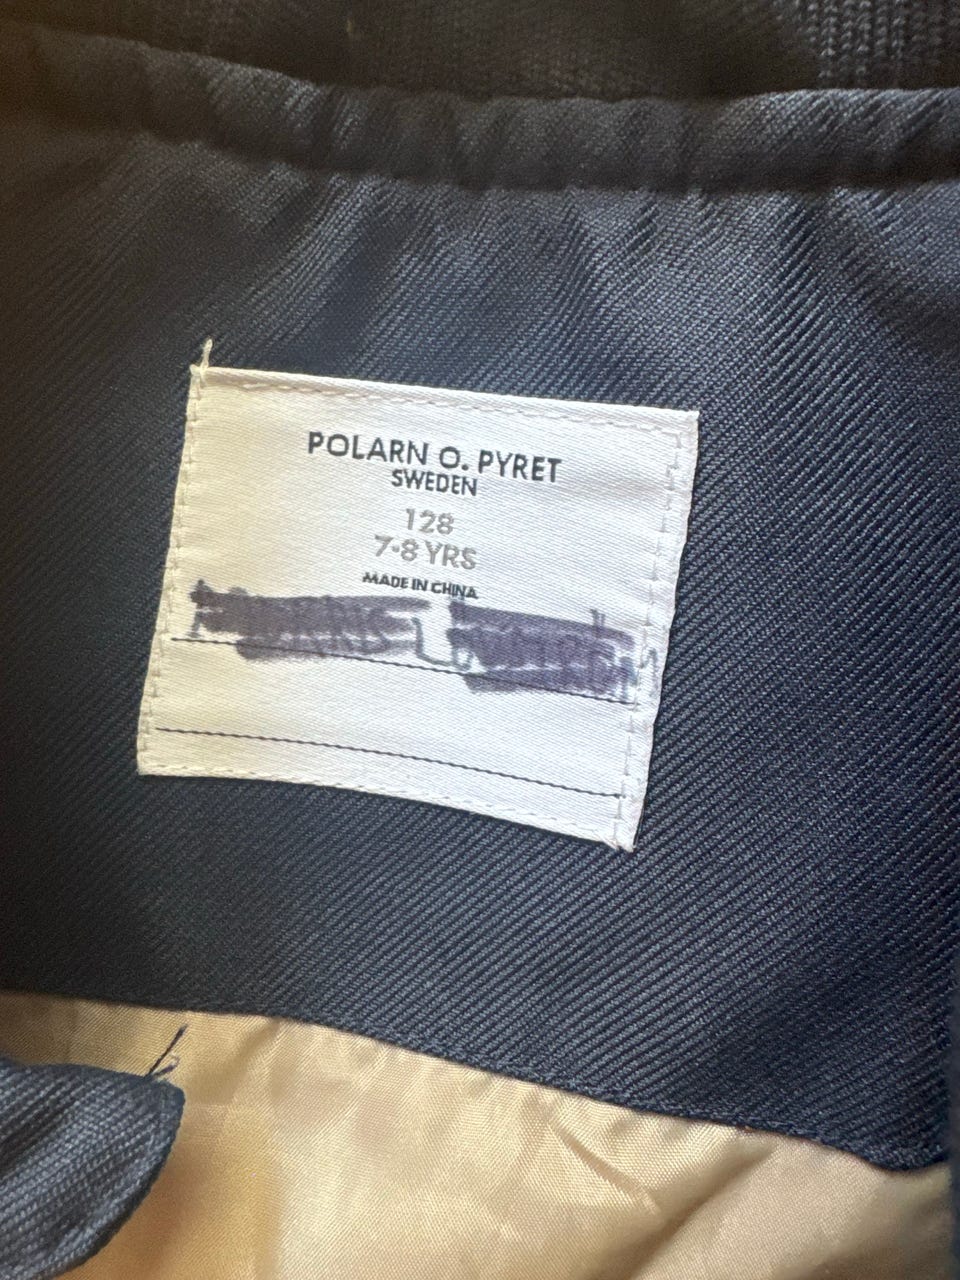 POLARN O. PYRET
SWEDEN
128
7-8 YRS
MADE IN CHINA